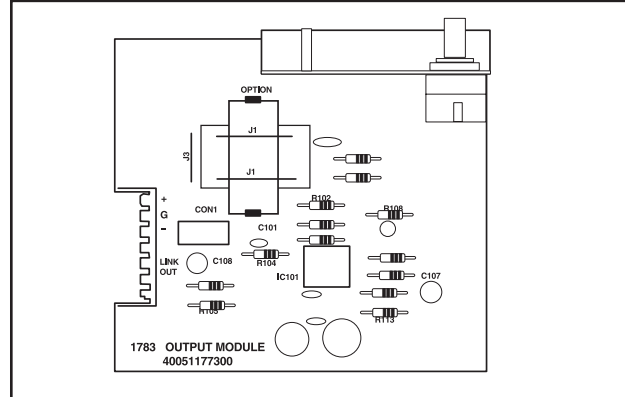 OPTION
J1
J3
J1
R102
R108
+
G
-
CON1
C101
LINK
OUT
C108
R104
IC101
C107
R105
R113
1783 OUTPUT MODULE
40051177300